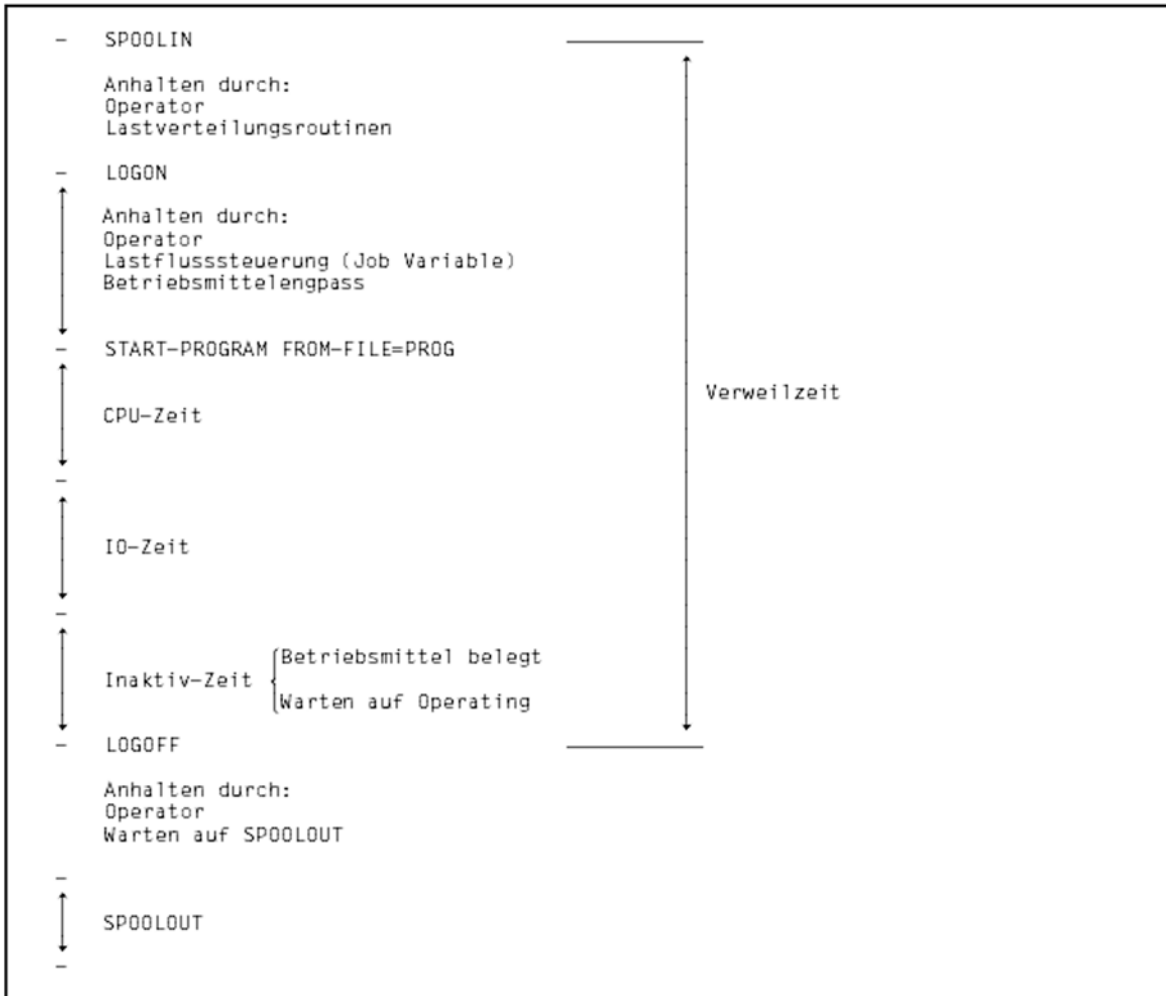 – SPOOLIN
Anhalten durch:
Operator
Lastverteilungsroutinen
– LOGON
Anhalten durch:
Operator
Lastflusssteuerung (Job Variable)
Betriebsmittelengpass
– START-PROGRAM FROM-FILE=PROG
Verweilzeit
CPU-Zeit
–
IO-Zeit
–
Betriebsmittel belegt
Inaktiv-Zeit
Warten auf Operating
– LOGOFF
Anhalten durch:
Operator
Warten auf SPOOLOUT
–
SPOOLOUT
–